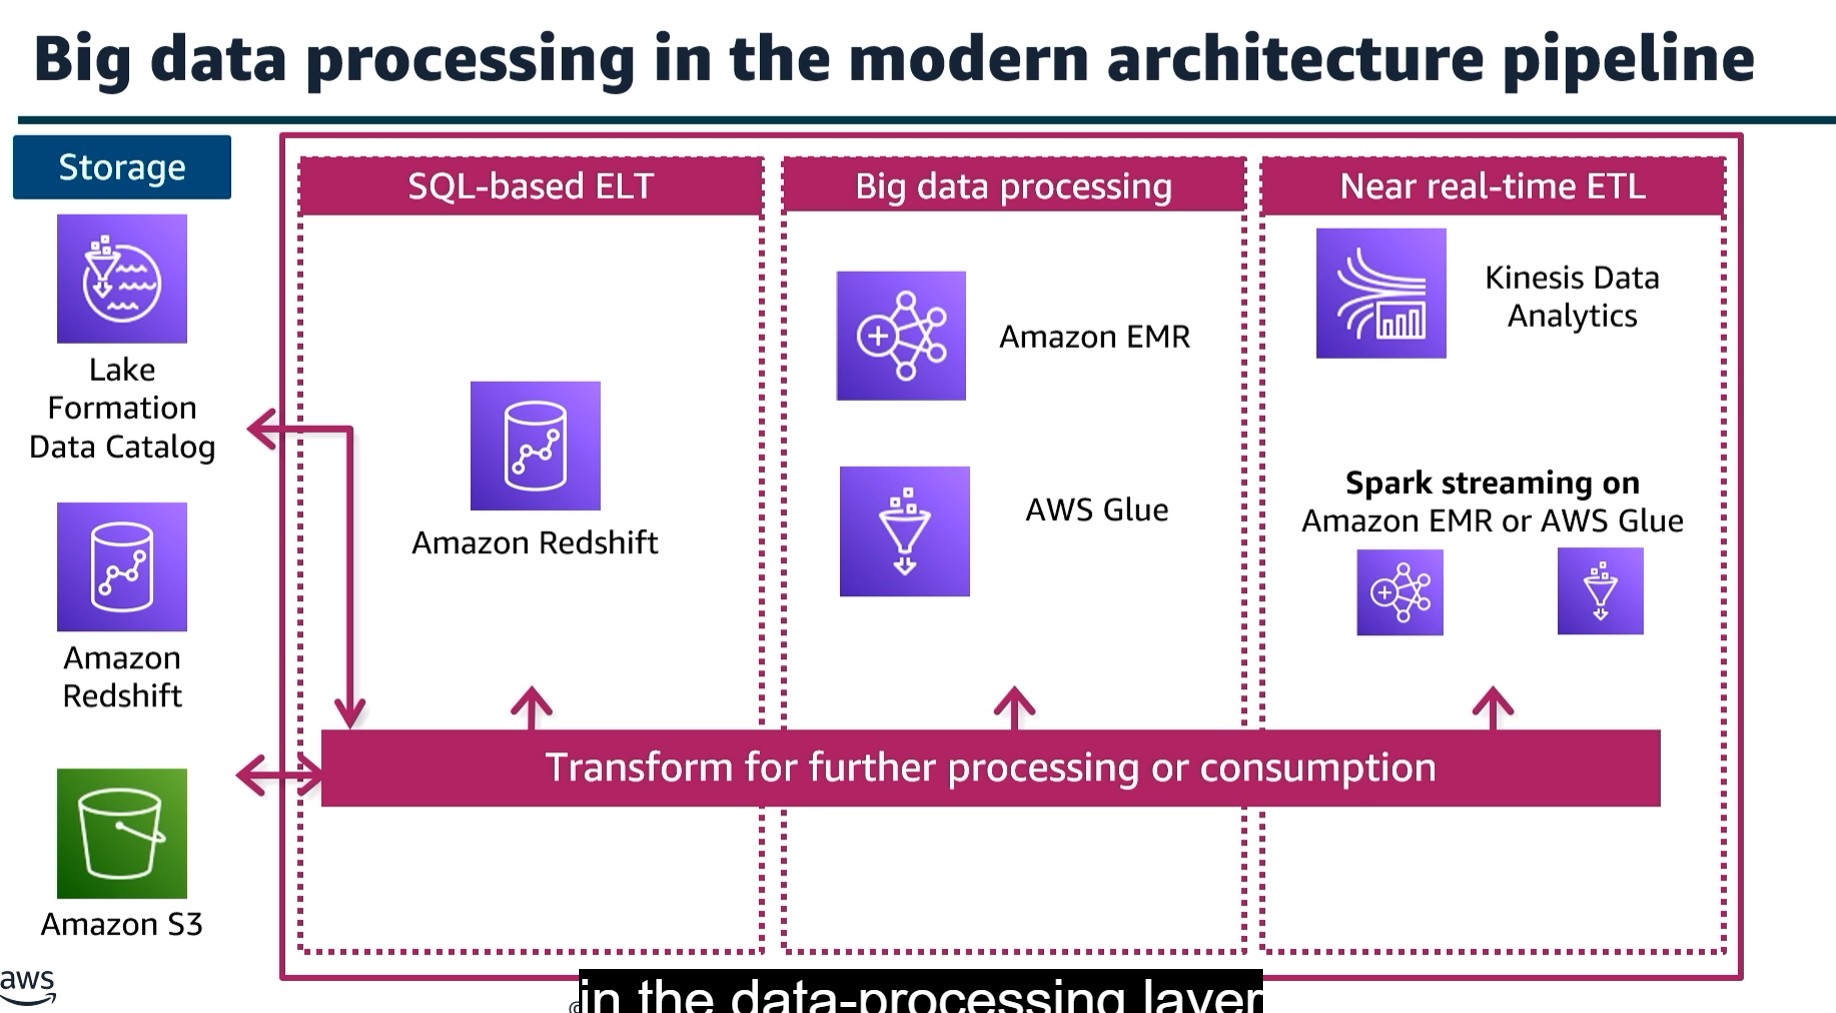 Big data processing in the modern architecture pipeline
Storage
Lake
Formation
Data Catalog
Amazon
Redshift
Amazon S3
SQL-based ELT
Amazon Redshift
Big data processing
Amazon EMR
AWS Glue
Near real-time ETL
Kinesis Data
Analytics
Spark streaming on
Amazon EMR or AWS Glue
Transform for further processing or consumption
aws
©
in the data-processing layer